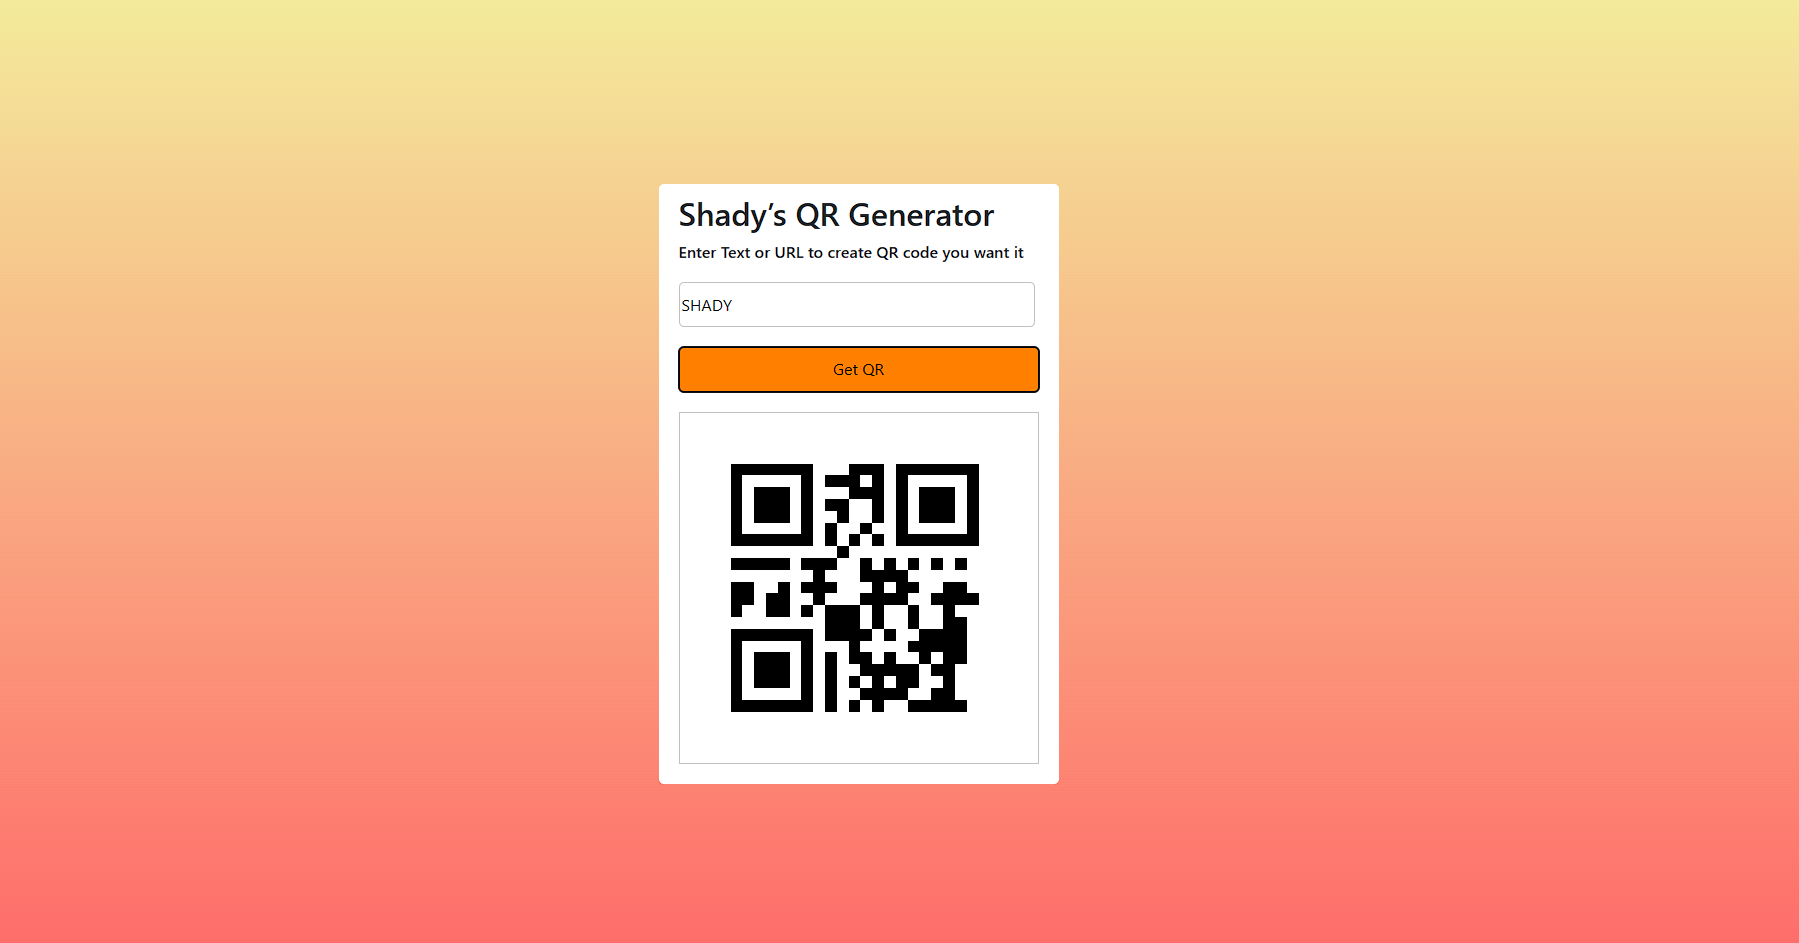 Shady’s QR Generator
Enter Text or URL to create QR code you want it
SHADY
Get QR